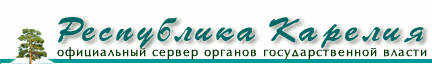 Республика Карелия
официальный сервер органов государственной власти